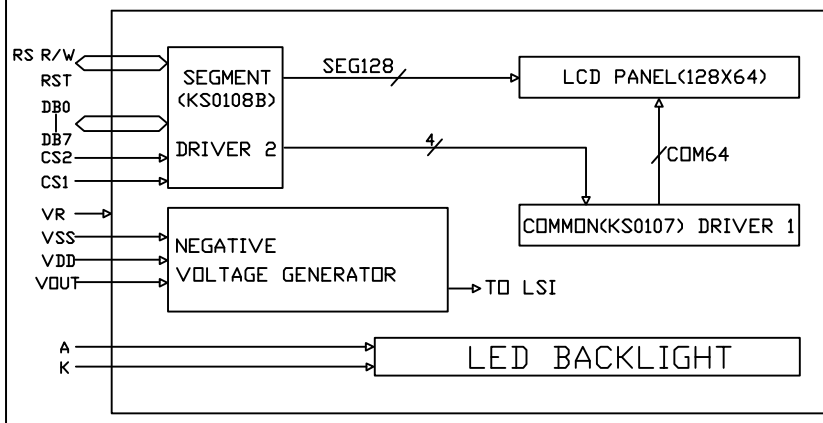 RS R/W
RST
DB0
DB7
CS2
CS1
VR
VSS
VDD
VOUT
A
K
SEGMENT
(KS0108B)
DRIVER 2
SEG128
4
LCD PANEL(128X64)
COM64
COMMON(KS0107) DRIVER 1
NEGATIVE
VOLTAGE GENERATOR
TO LSI
LED BACKLIGHT